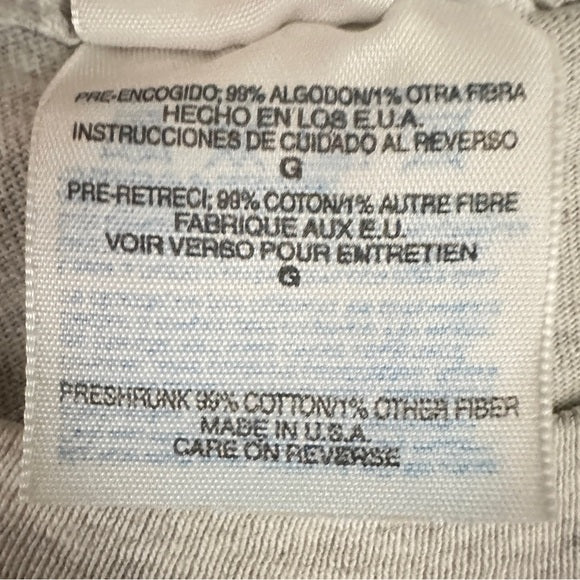 PRE-ENCOGIDO; 99% ALGODON/1% OTRA FIBRA
HECHO EN LOS E.U.A.
INSTRUCCIONES DE CUIDADO AL REVERSO
G
PRE-RETRECI; 99% COTON/1% AUTRE FIBRE
FABRIQUE AUX E.U.
VOIR VERSO POUR ENTRETIEN
G
PRESHRUNK 99% COTTON/1% OTHER FIBER
MADE IN U.S.A.
CARE ON REVERSE